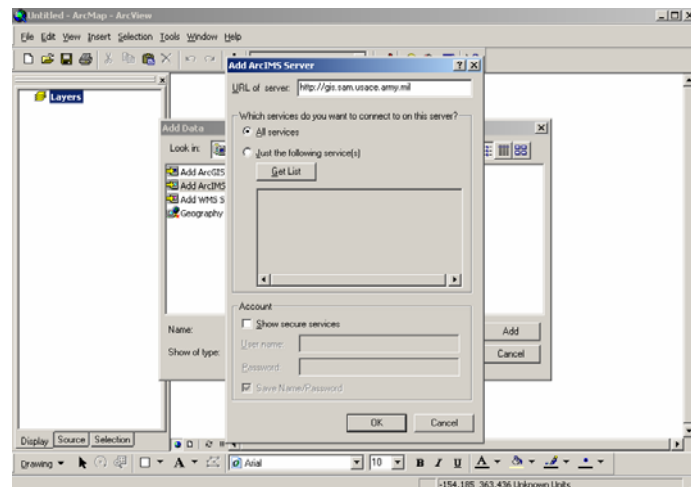 Untitled - ArcMap - ArcView
File Edit View Insert Selection Tools Window Help
Layers
Add Data
Look in:
Add ArcGIS
Add ArcIMS
Add WMS S
Geography
Name:
Show of type:
Add
Cancel
Add ArcIMS Server
URL of server: http://gis.sam.usace.army.mil
Which services do you want to connect to on this server?
All services
Just the following service(s)
Get List
Account
Show secure services
User name:
Password:
Save Name/Password
OK Cancel
Display Source Selection
Drawing A Arial 10 B I U A
-154.185 363.436 Unknown Units